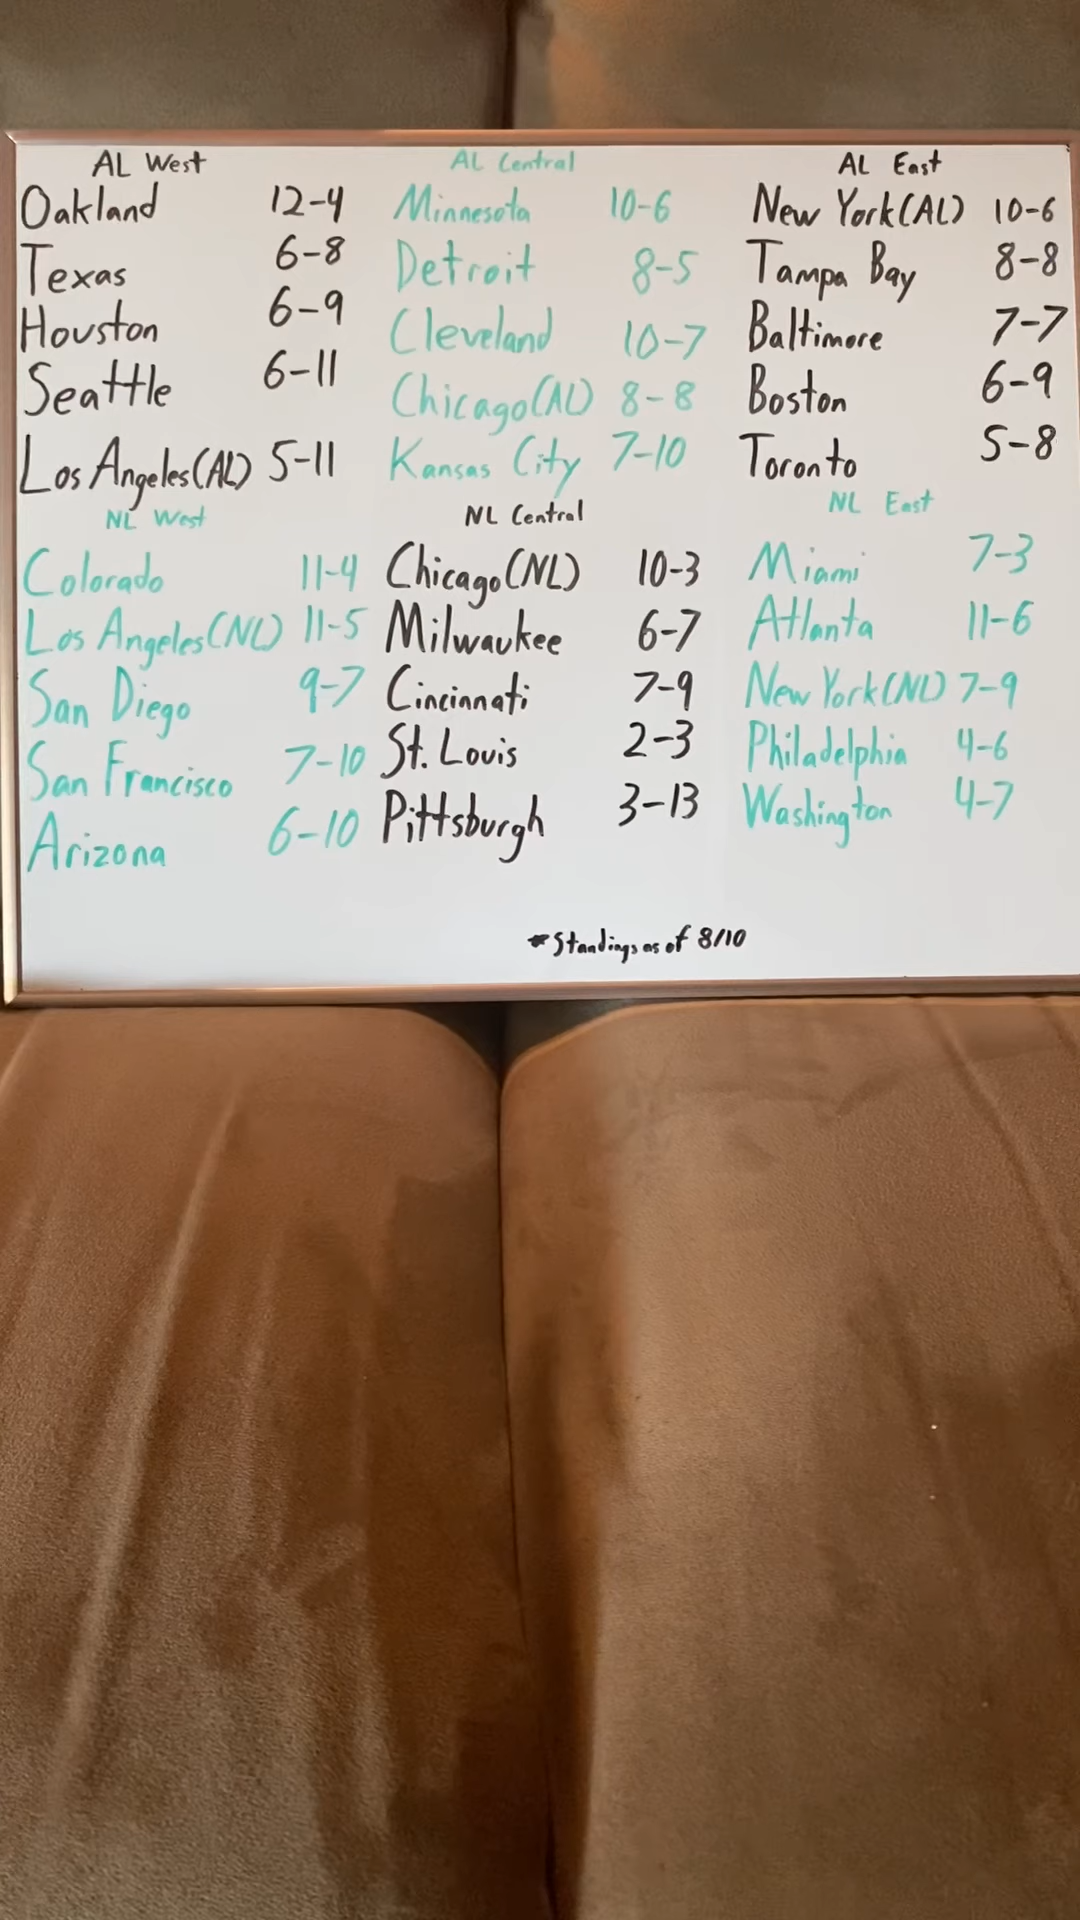 AL West
Oakland 12-4
Texas 6-8
Houston 6-9
Seattle 6-11
Los Angeles(AL) 5-11
AL Central
Minnesota 10-6
Detroit 8-5
Cleveland 10-7
Chicago(AL) 8-8
Kansas City 7-10
AL East
New York(AL) 10-6
Tampa Bay 8-8
Baltimore 7-7
Boston 6-9
Toronto 5-8
NL West
Colorado 11-4
Los Angeles(NL) 11-5
San Diego 9-7
San Francisco 7-10
Arizona 6-10
NL Central
Chicago(NL) 10-3
Milwaukee 6-7
Cincinnati 7-9
St. Louis 2-3
Pittsburgh 3-13
NL East
Miami 7-3
Atlanta 11-6
New York(NL) 7-9
Philadelphia 4-6
Washington 4-7
*Standings as of 8/10